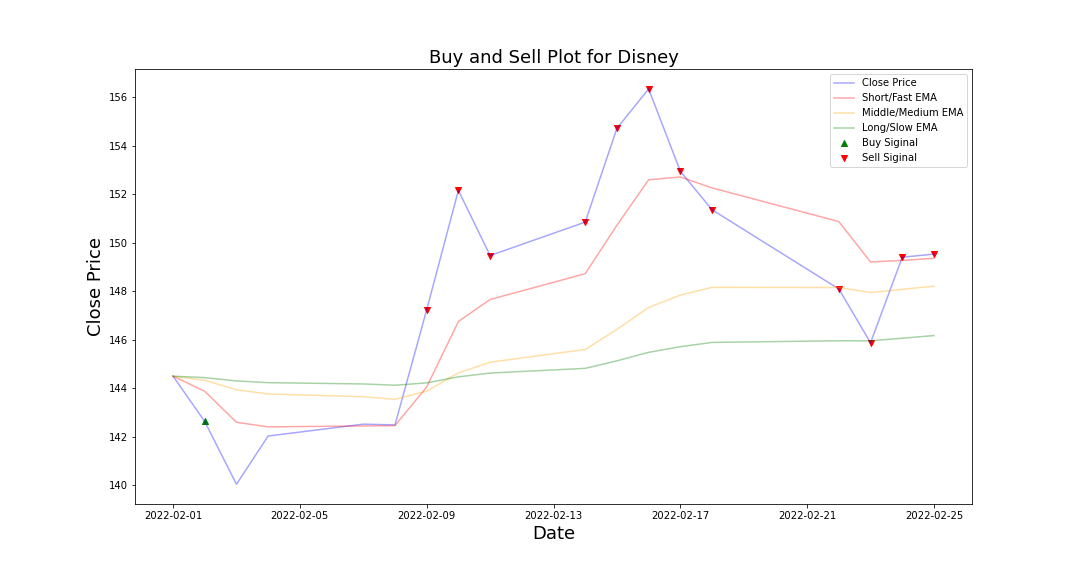 Buy and Sell Plot for Disney
Close Price
Short/Fast EMA
Middle/Medium EMA
Long/Slow EMA
Buy Siginal
Sell Siginal
156
154
152
150
148
146
144
142
140
Close Price
2022-02-01 2022-02-05 2022-02-09 2022-02-13 2022-02-17 2022-02-21 2022-02-25
Date